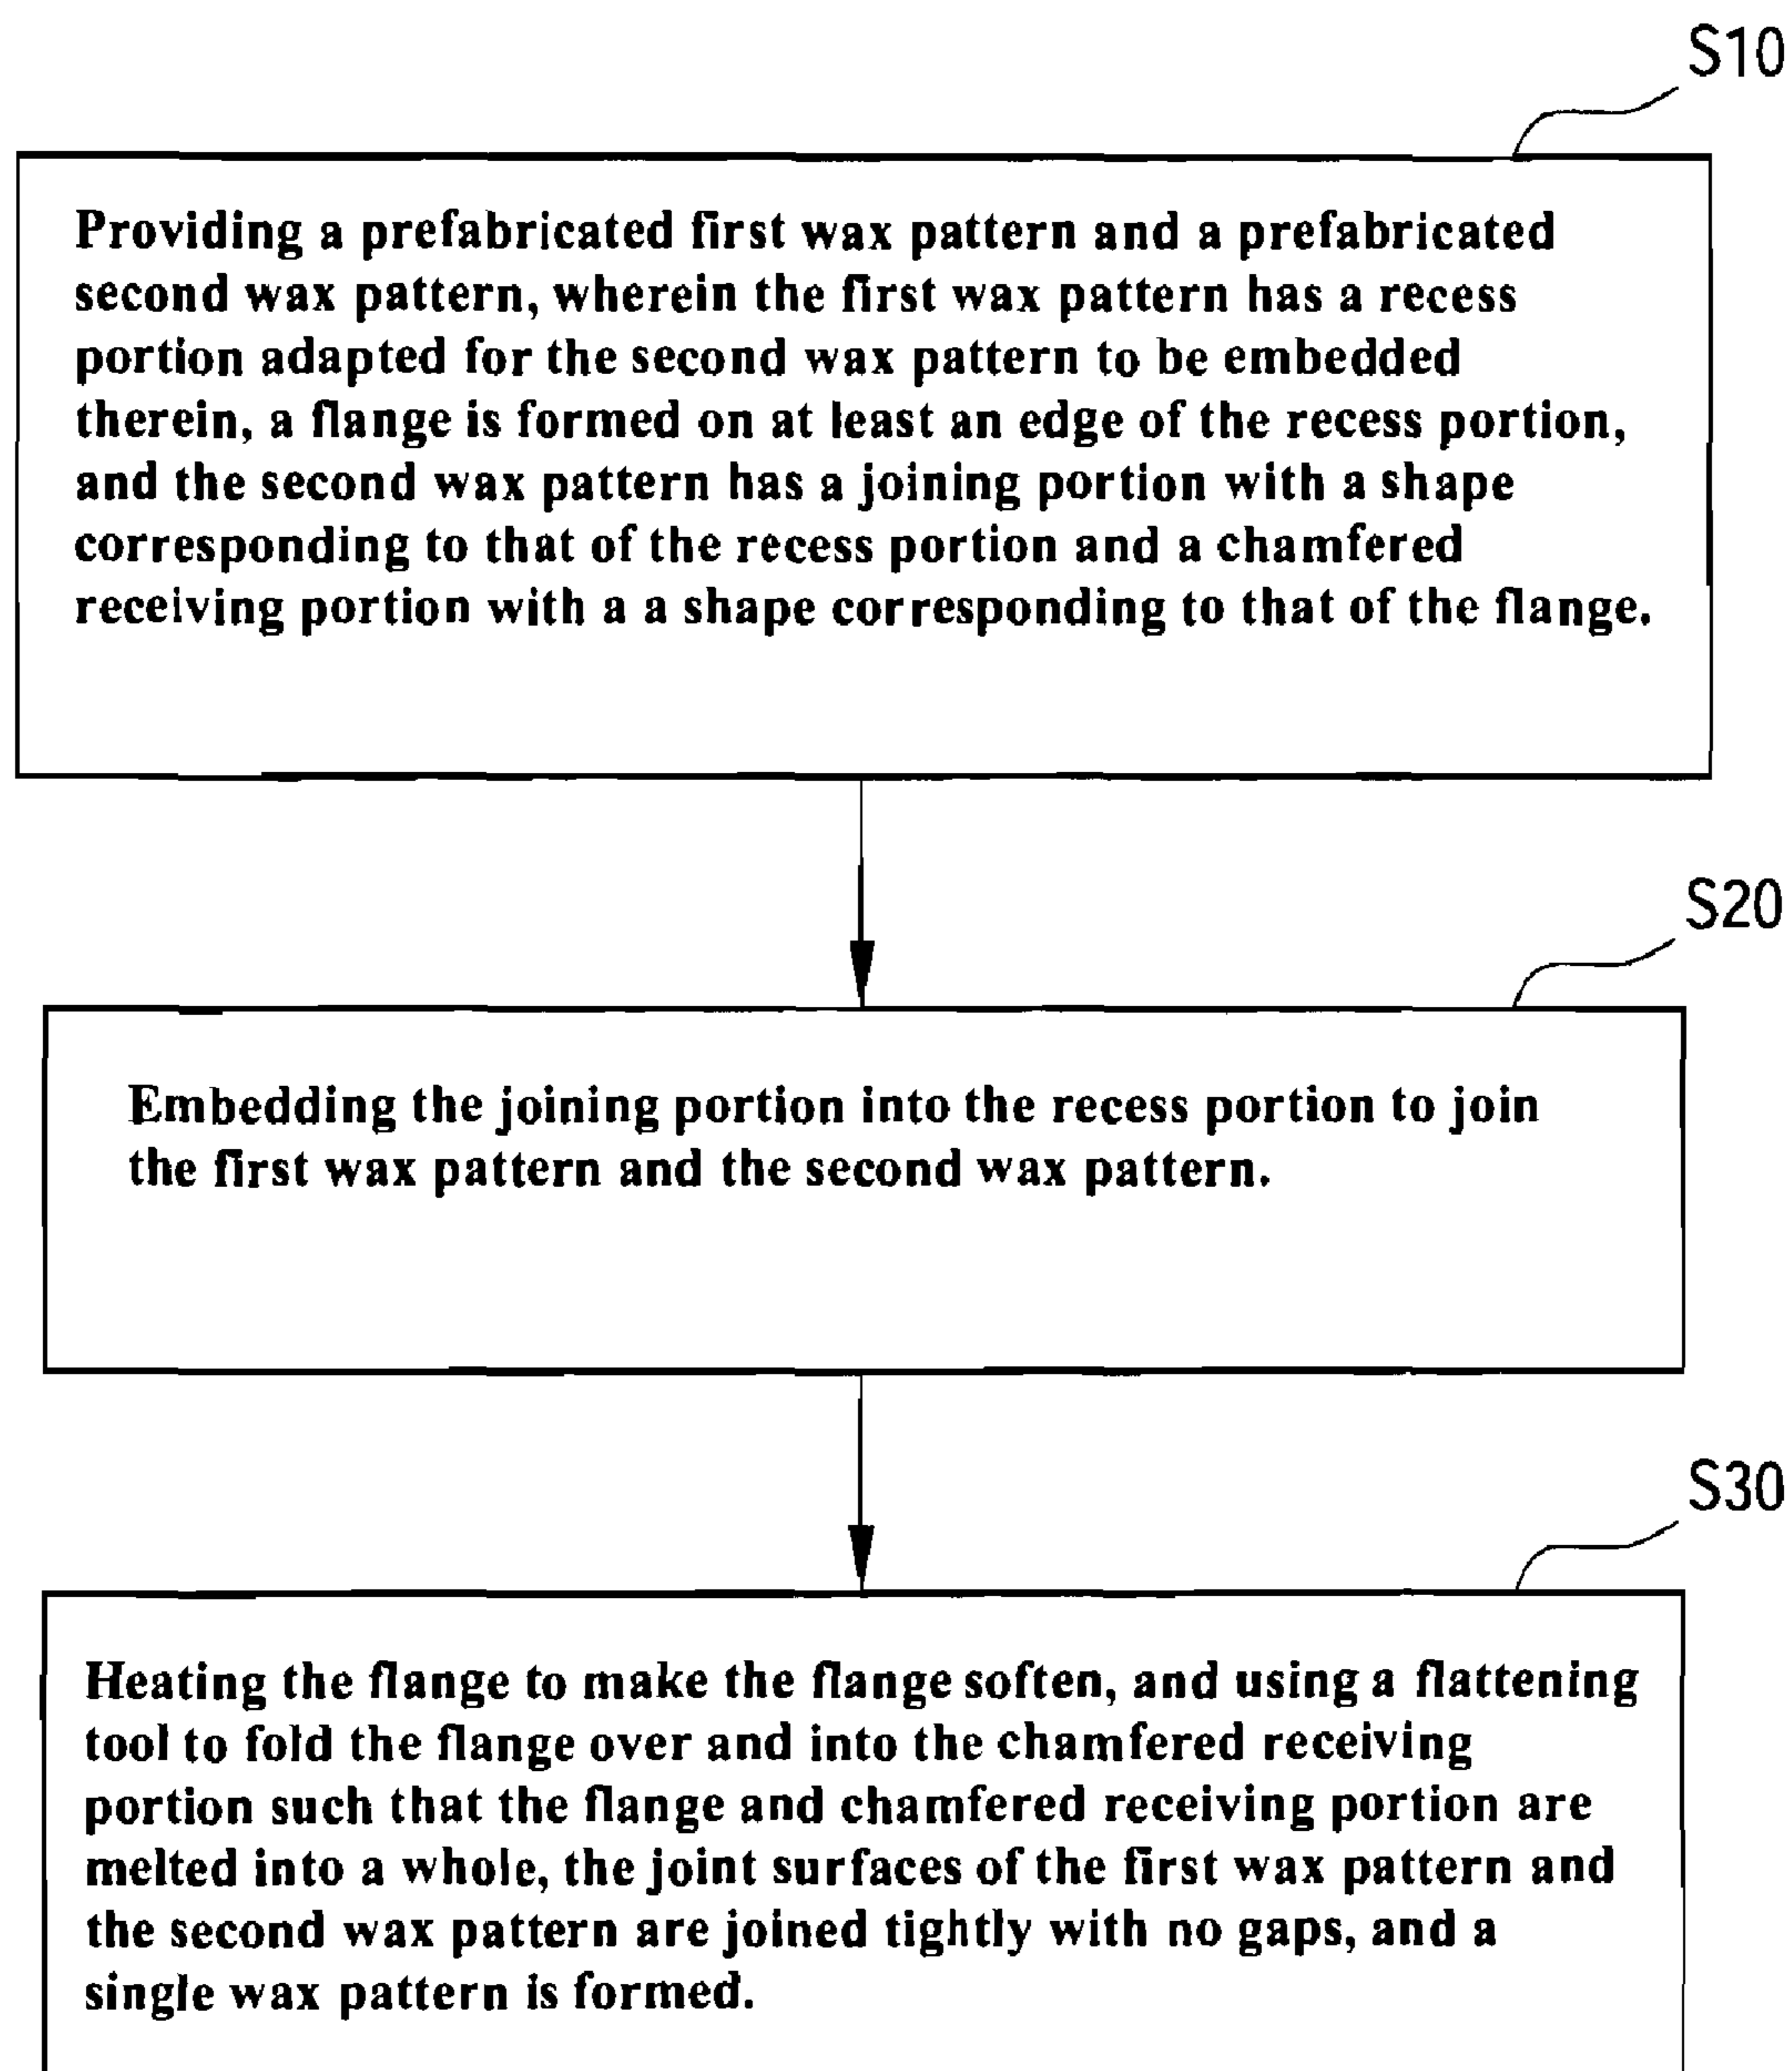 S10
Providing a prefabricated first wax pattern and a prefabricated
second wax pattern, wherein the first wax pattern has a recess
portion adapted for the second wax pattern to be embedded
therein, a flange is formed on at least an edge of the recess portion,
and the second wax pattern has a joining portion with a shape
corresponding to that of the recess portion and a chamfered
receiving portion with a a shape corresponding to that of the flange.
S20
Embedding the joining portion into the recess portion to join
the first wax pattern and the second wax pattern.
S30
Heating the flange to make the flange soften, and using a flattening
tool to fold the flange over and into the chamfered receiving
portion such that the flange and chamfered receiving portion are
melted into a whole, the joint surfaces of the first wax pattern and
the second wax pattern are joined tightly with no gaps, and a
single wax pattern is formed.